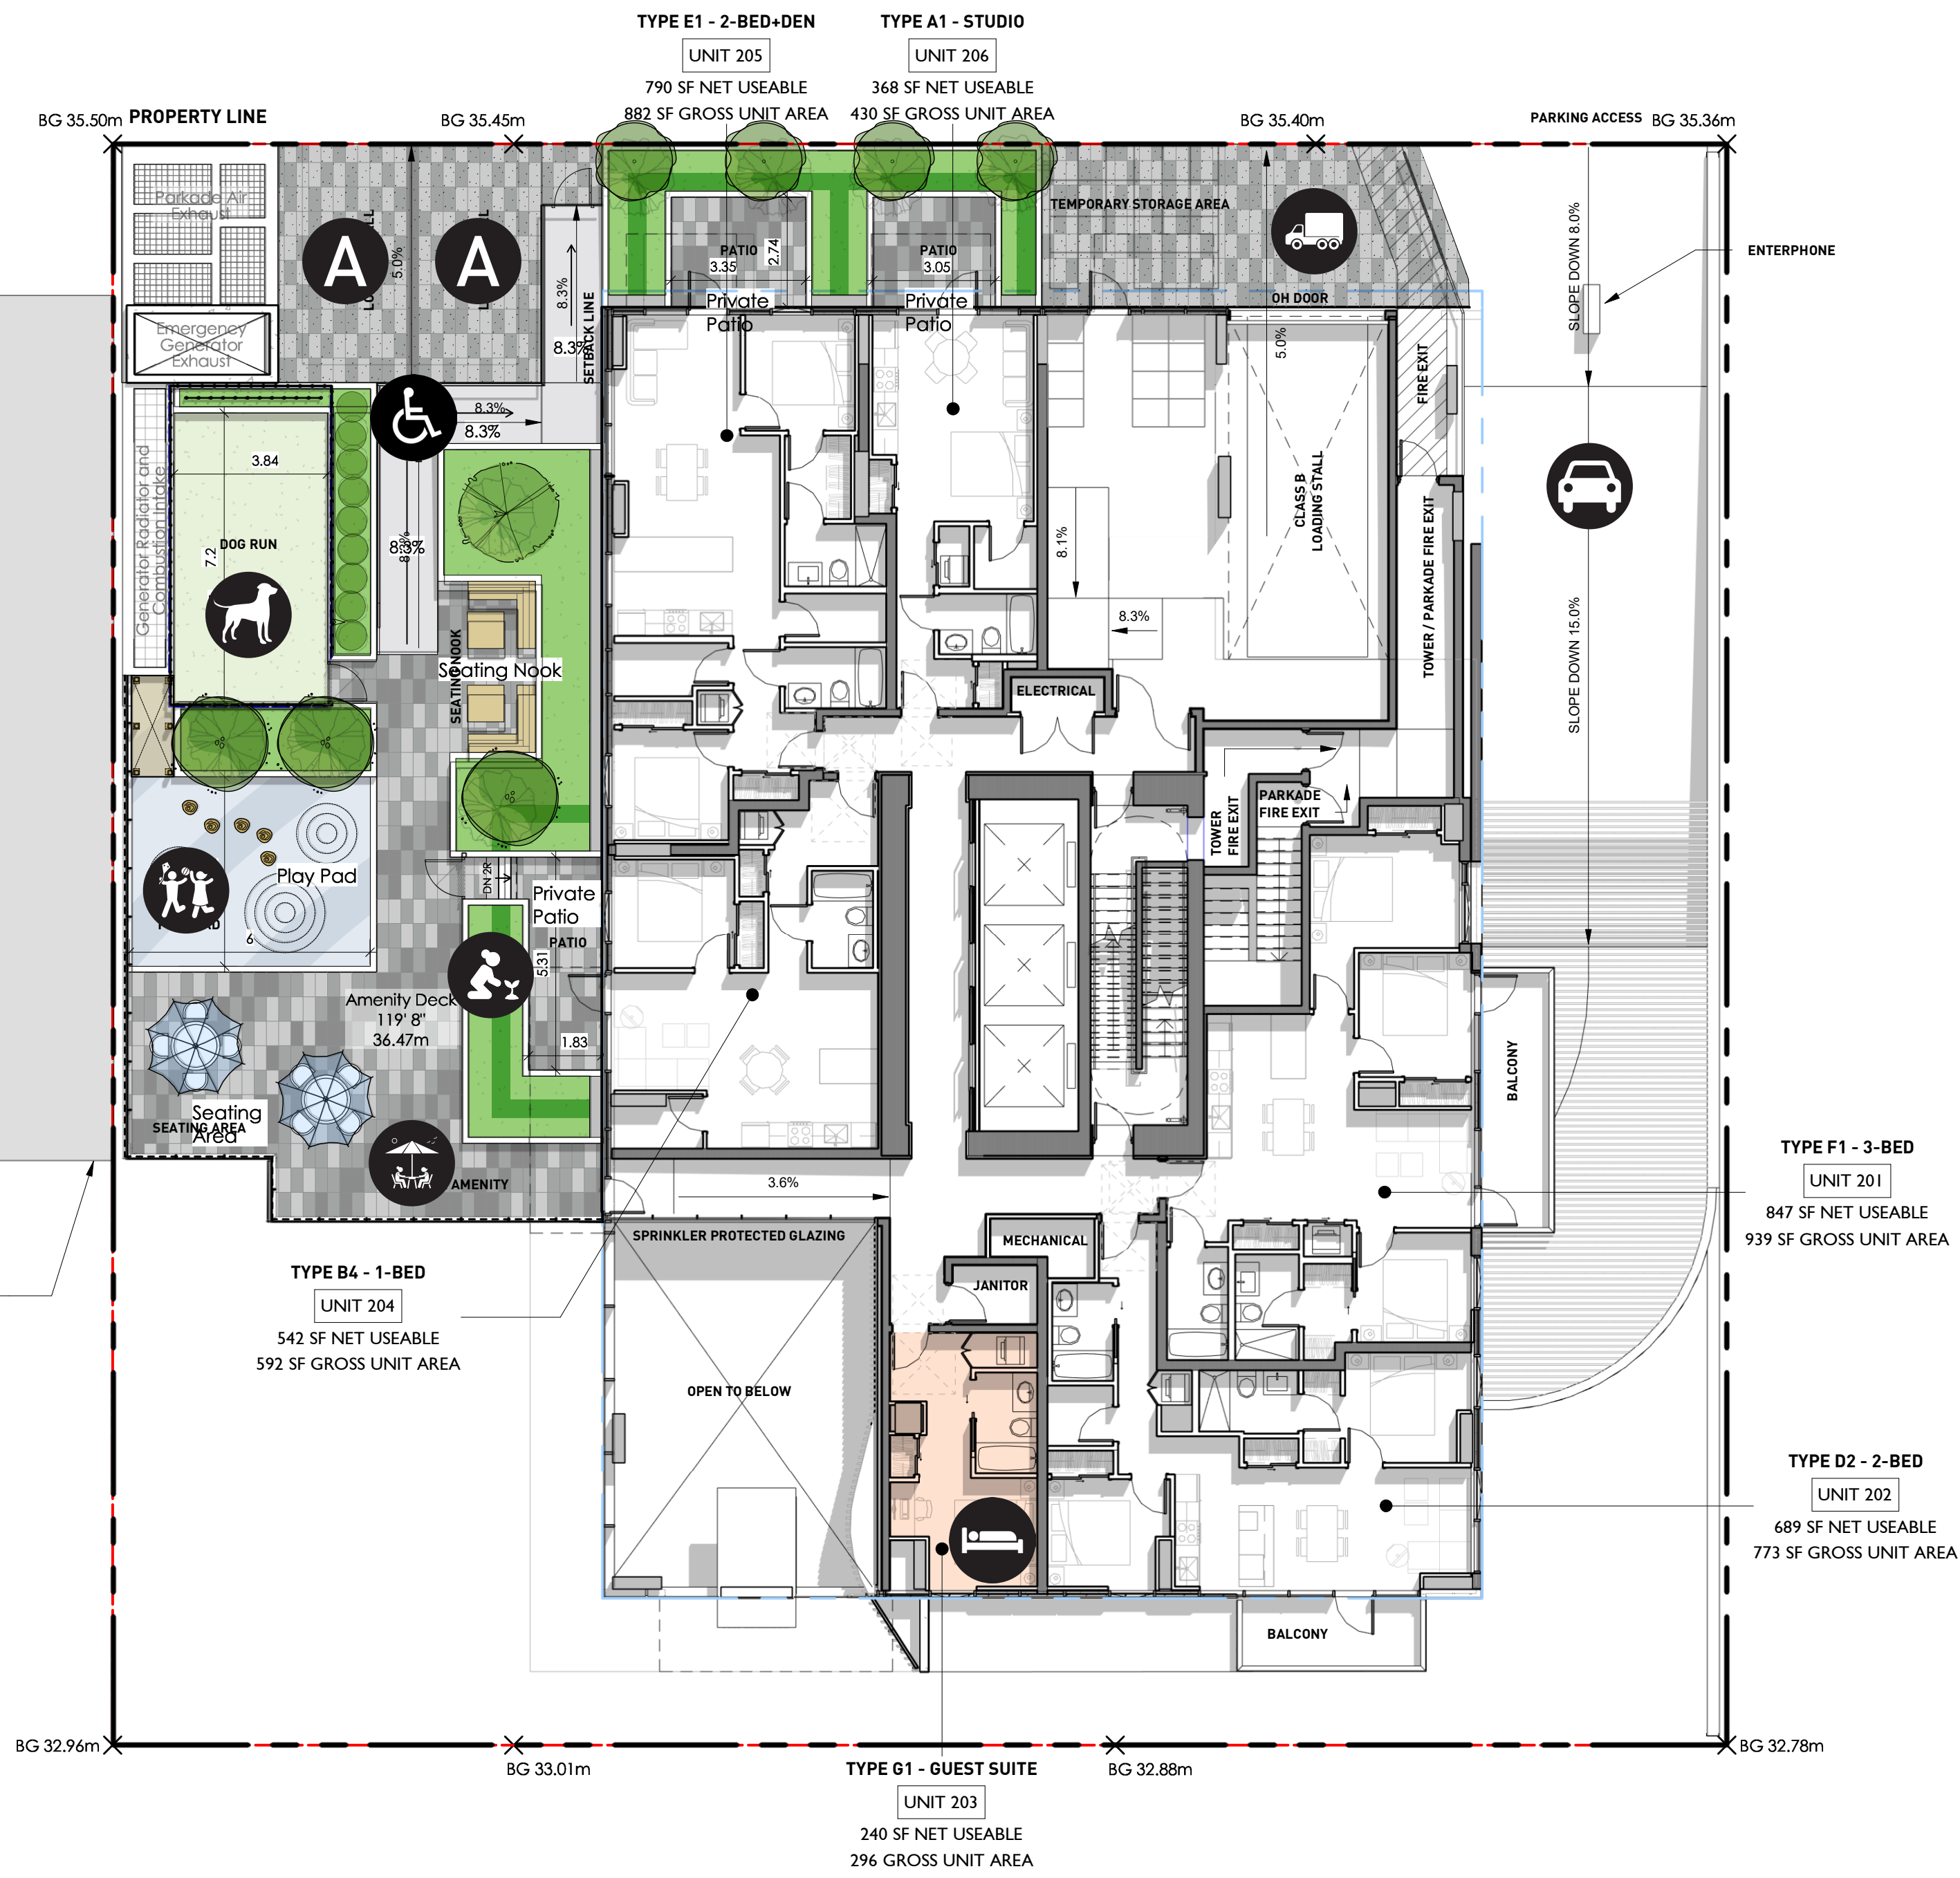 TYPE E1 - 2-BED+DEN
UNIT 205
790 SF NET USEABLE
882 SF GROSS UNIT AREA
TYPE A1 - STUDIO
UNIT 206
368 SF NET USEABLE
430 SF GROSS UNIT AREA
BG 35.50m
PROPERTY LINE
BG 35.45m
BG 35.40m
PARKING ACCESS
BG 35.36m
Parkade Air
Exhaust
A
A
5.0%
8.3%
8.3%
SETBACK LINE
PATIO
3.35
2.74
Private
Patio
PATIO
3.05
Private
Patio
TEMPORARY STORAGE AREA
OH DOOR
5.0%
SLOPE DOWN 8.0%
ENTERPHONE
Emergency
Generator
Exhaust
8.3%
8.3%
FIRE EXIT
Generator Radiator and
Combustion Intake
3.84
7.2
DOG RUN
8.3%
8.3%
SEATING NOOK
Seating Nook
8.1%
8.3%
CLASS B
LOADING STALL
TOWER / PARKADE FIRE EXIT
SLOPE DOWN 15.0%
ELECTRICAL
TOWER
FIRE EXIT
PARKADE
FIRE EXIT
Play Pad
6
DN 2R
Private
Patio
PATIO
5.31
1.83
Amenity Deck
119' 8"
36.47m
Seating
Area
SEATING AREA
AMENITY
BALCONY
3.6%
SPRINKLER PROTECTED GLAZING
MECHANICAL
JANITOR
OPEN TO BELOW
TYPE F1 - 3-BED
UNIT 201
847 SF NET USEABLE
939 SF GROSS UNIT AREA
TYPE B4 - 1-BED
UNIT 204
542 SF NET USEABLE
592 SF GROSS UNIT AREA
TYPE D2 - 2-BED
UNIT 202
689 SF NET USEABLE
773 SF GROSS UNIT AREA
BALCONY
BG 32.96m
BG 33.01m
BG 32.88m
BG 32.78m
TYPE G1 - GUEST SUITE
UNIT 203
240 SF NET USEABLE
296 GROSS UNIT AREA